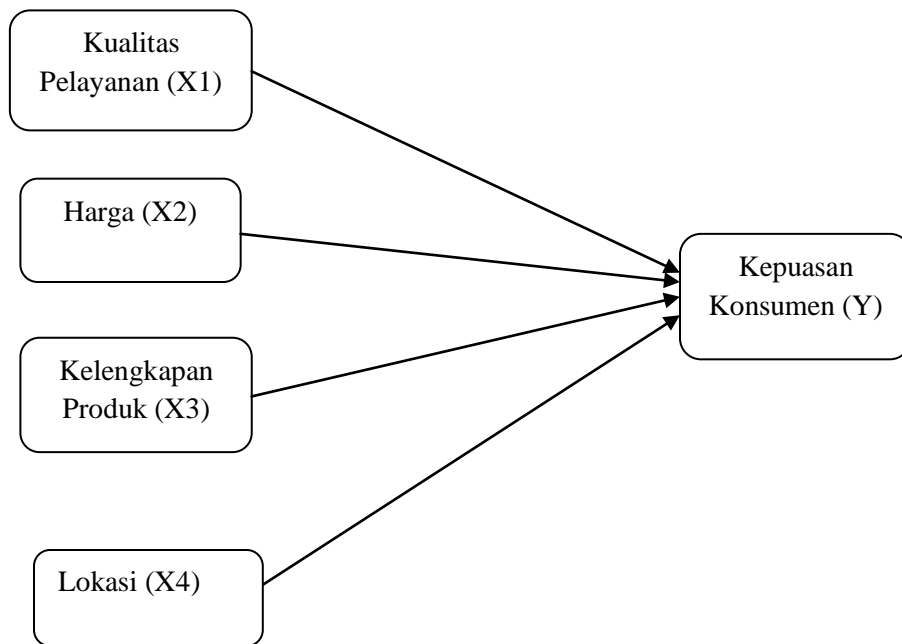 Kualitas
Pelayanan (X1)
Harga (X2)
Kepuasan
Konsumen (Y)
Kelengkapan
Produk (X3)
Lokasi (X4)